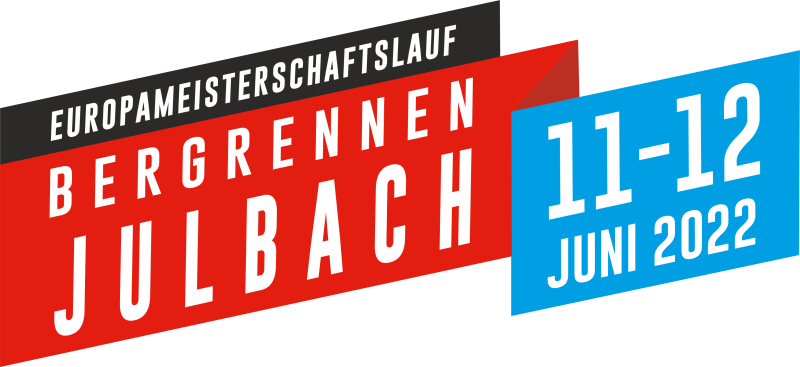 EUROPAMEISTERSCHAFTSLAUF
BERGRENNEN
JULBACH
11-12
JUNI 2022